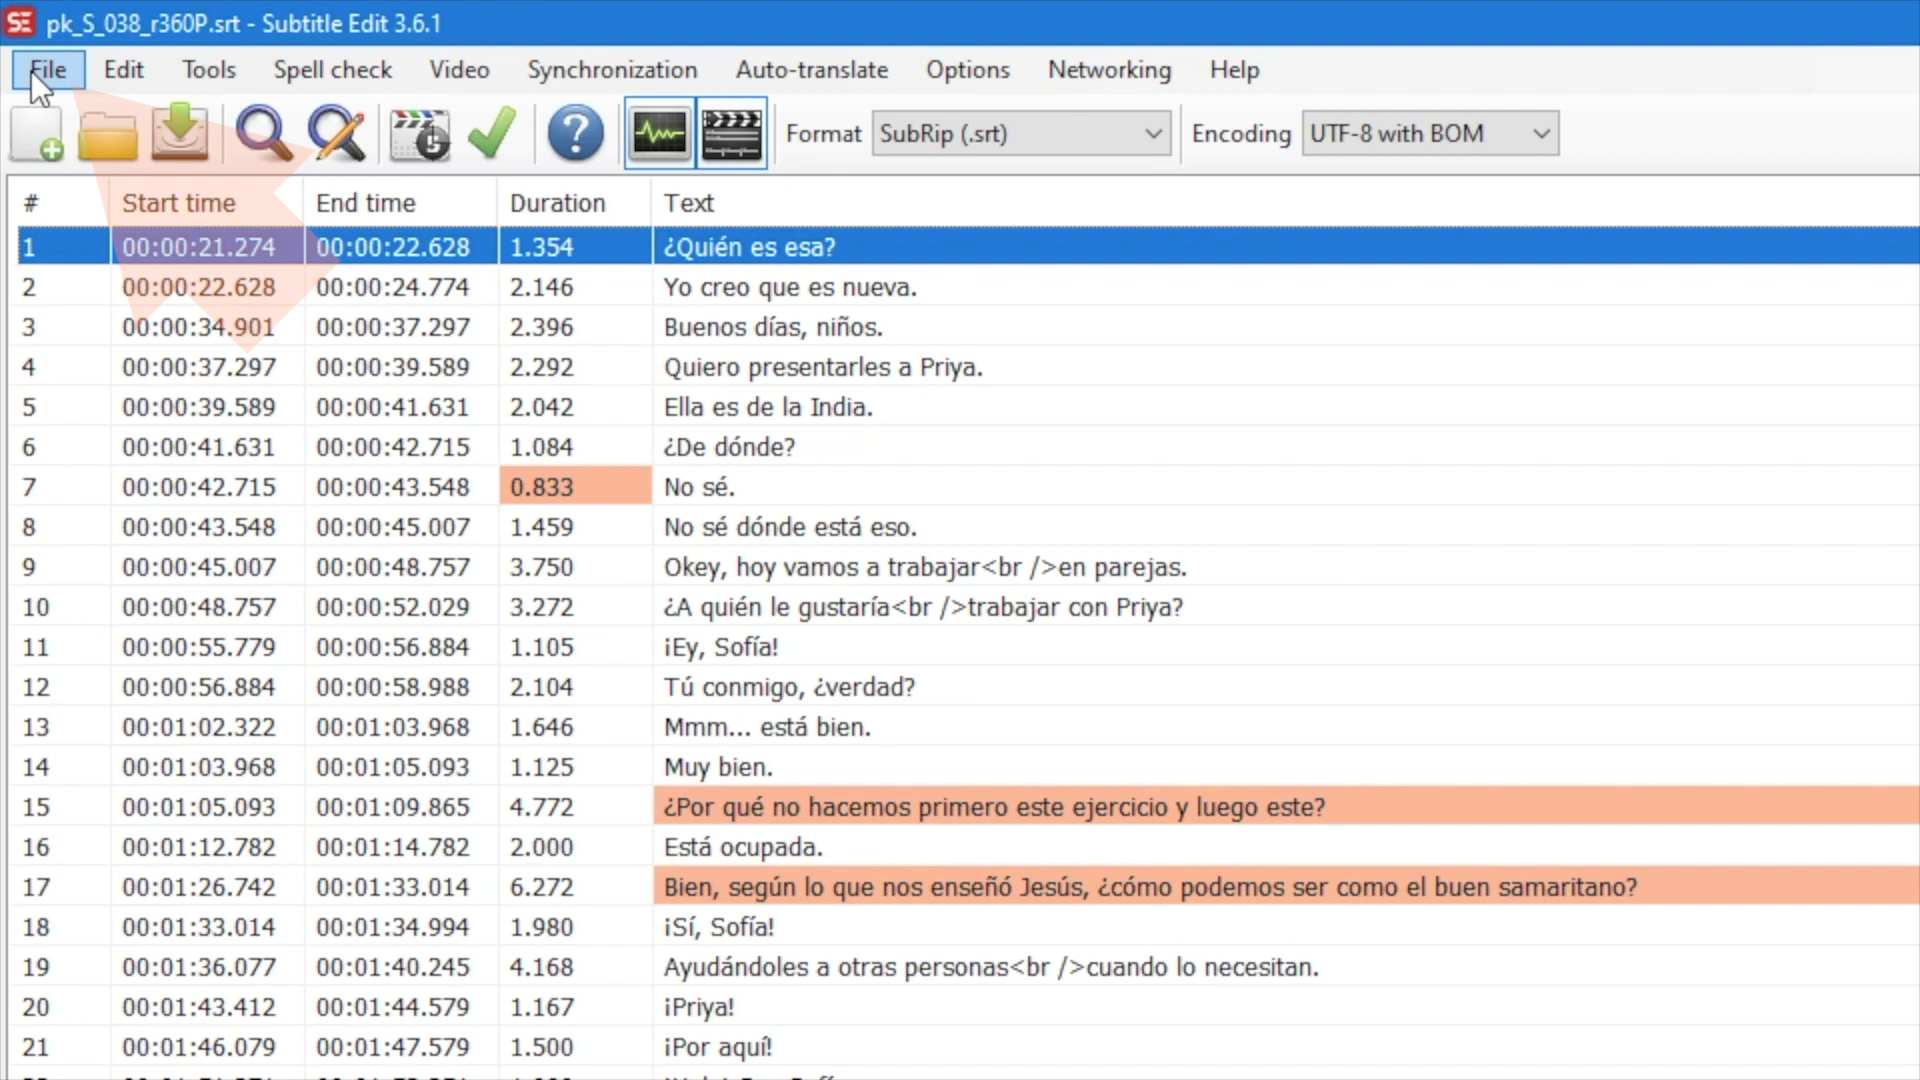 SE pk_S_038_r360P.srt - Subtitle Edit 3.6.1
File Edit Tools Spell check Video Synchronization Auto-translate Options Networking Help
Format SubRip (.srt) Encoding UTF-8 with BOM
# Start time End time Duration Text
1 00:00:21.274 00:00:22.628 1.354 ¿Quién es esa?
2 00:00:22.628 00:00:24.774 2.146 Yo creo que es nueva.
3 00:00:34.901 00:00:37.297 2.396 Buenos días, niños.
4 00:00:37.297 00:00:39.589 2.292 Quiero presentarles a Priya.
5 00:00:39.589 00:00:41.631 2.042 Ella es de la India.
6 00:00:41.631 00:00:42.715 1.084 ¿De dónde?
7 00:00:42.715 00:00:43.548 0.833 No sé.
8 00:00:43.548 00:00:45.007 1.459 No sé dónde está eso.
9 00:00:45.007 00:00:48.757 3.750 Okey, hoy vamos a trabajar<br />en parejas.
10 00:00:48.757 00:00:52.029 3.272 ¿A quién le gustaría<br />trabajar con Priya?
11 00:00:55.779 00:00:56.884 1.105 ¡Ey, Sofía!
12 00:00:56.884 00:00:58.988 2.104 Tú conmigo, ¿verdad?
13 00:01:02.322 00:01:03.968 1.646 Mmm... está bien.
14 00:01:03.968 00:01:05.093 1.125 Muy bien.
15 00:01:05.093 00:01:09.865 4.772 ¿Por qué no hacemos primero este ejercicio y luego este?
16 00:01:12.782 00:01:14.782 2.000 Está ocupada.
17 00:01:26.742 00:01:33.014 6.272 Bien, según lo que nos enseñó Jesús, ¿cómo podemos ser como el buen samaritano?
18 00:01:33.014 00:01:34.994 1.980 ¡Sí, Sofía!
19 00:01:36.077 00:01:40.245 4.168 Ayudándoles a otras personas<br />cuando lo necesitan.
20 00:01:43.412 00:01:44.579 1.167 ¡Priya!
21 00:01:46.079 00:01:47.579 1.500 ¡Por aquí!